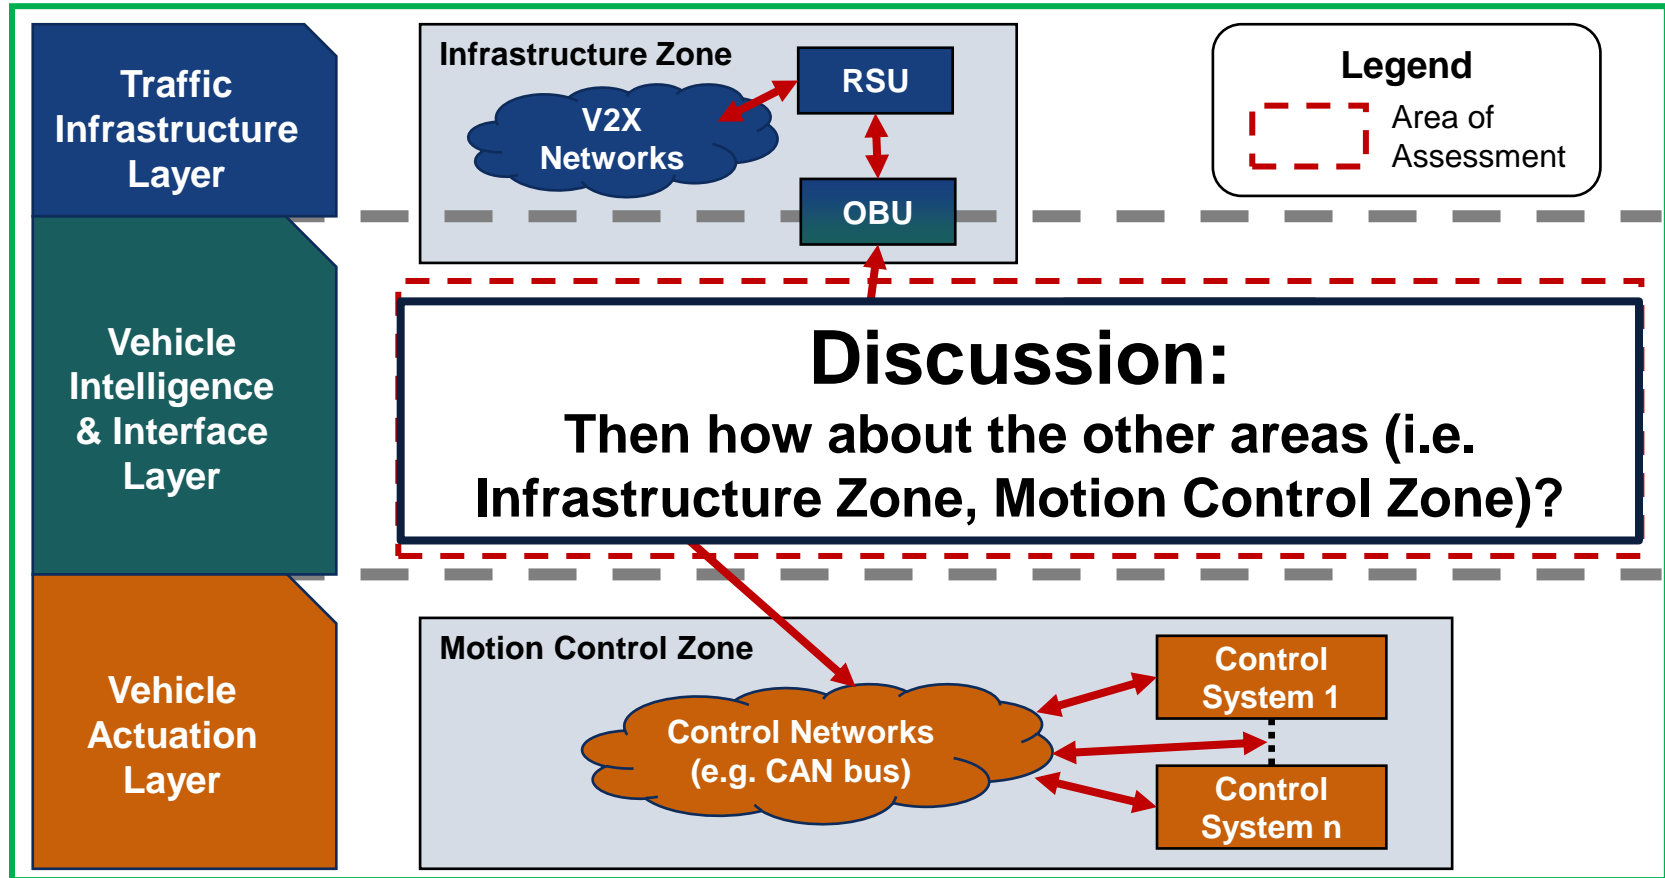 Traffic
Infrastructure
Layer
Infrastructure Zone
V2X
Networks
RSU
OBU
Legend
Area of
Assessment
Vehicle
Intelligence
& Interface
Layer
Discussion:
Then how about the other areas (i.e.
Infrastructure Zone, Motion Control Zone)?
Vehicle
Actuation
Layer
Motion Control Zone
Control Networks
(e.g. CAN bus)
Control
System 1
Control
System n